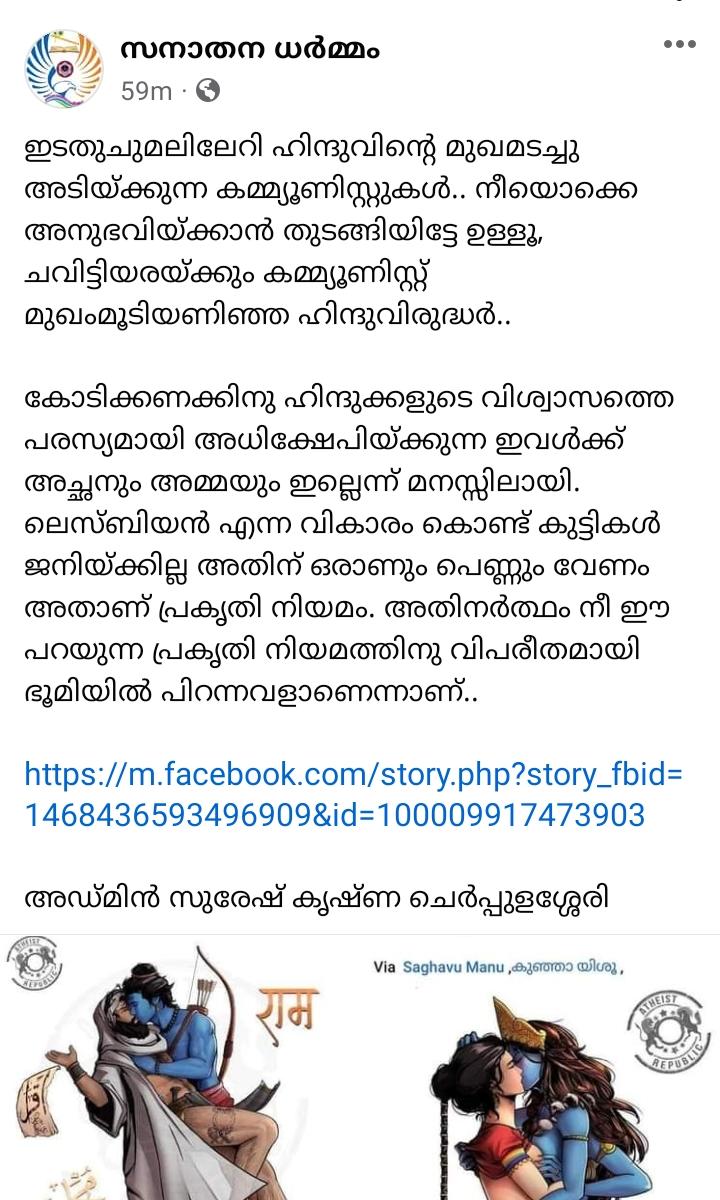 സനാതന ധർമ്മം
59m ·
ഇടതുചുമലിലേറി ഹിന്ദുവിന്റെ മുഖമടച്ചു
അടിയ്ക്കുന്ന കമ്മ്യൂണിസ്റ്റുകൾ.. നീയൊക്കെ
അനുഭവിയ്ക്കാൻ തുടങ്ങിയിട്ടേ ഉള്ളൂ,
ചവിട്ടിയരയ്ക്കും കമ്മ്യൂണിസ്റ്റ്
മുഖംമൂടിയണിഞ്ഞ ഹിന്ദുവിരുദ്ധർ..
കോടിക്കണക്കിനു ഹിന്ദുക്കളുടെ വിശ്വാസത്തെ
പരസ്യമായി അധിക്ഷേപിയ്ക്കുന്ന ഇവൾക്ക്
അച്ഛനും അമ്മയും ഇല്ലെന്ന് മനസ്സിലായി.
ലെസ്ബിയൻ എന്ന വികാരം കൊണ്ട് കുട്ടികൾ
ജനിയ്ക്കില്ല അതിന് ഒരാണും പെണ്ണും വേണം
അതാണ് പ്രകൃതി നിയമം. അതിനർത്ഥം നീ ഈ
പറയുന്ന പ്രകൃതി നിയമത്തിനു വിപരീതമായി
ഭൂമിയിൽ പിറന്നവളാണെന്നാണ്..
https://m.facebook.com/story.php?story_fbid=
1468436593496909&id=100009917473903
അഡ്മിൻ സുരേഷ് കൃഷ്ണ ചെർപ്പുളശ്ശേരി
ATHEIST REPUBLIC
राम
Via Saghavu Manu ,കുഞ്ഞാ യിശൂ ,
ATHEIST REPUBLIC